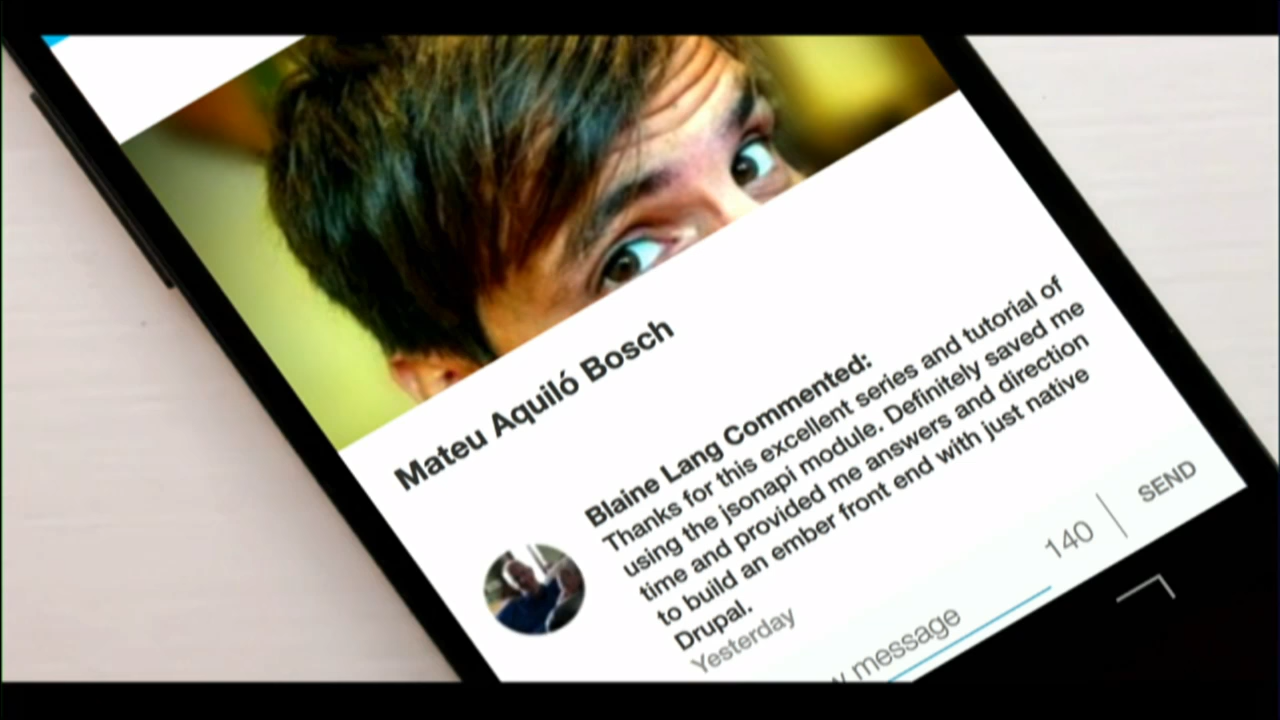 Mateu Aquiló Bosch
Blaine Lang Commented:
Thanks for this excellent series and tutorial of
using the jsonapi module. Definitely saved me
time and provided me answers and direction
to build an ember front end with just native
Drupal.
Yesterday
message
140
SEND